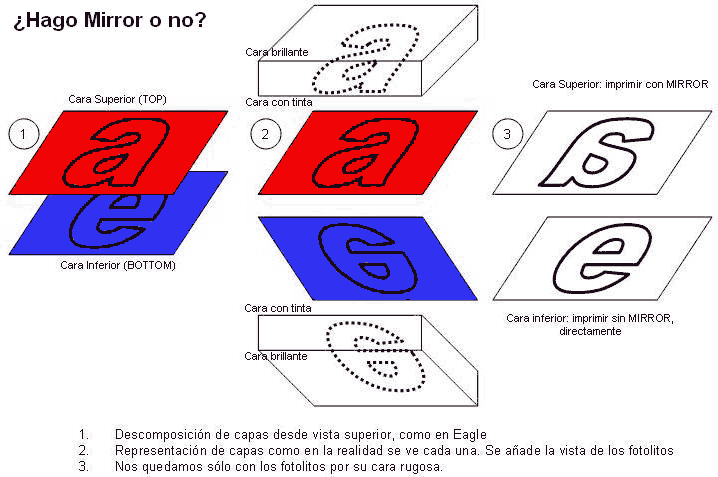 ¿Hago Mirror o no?
Cara brillante
Cara con tinta
Cara Superior: imprimir con MIRROR
Cara Superior (TOP)
1
2
3
a
a
a
a
e
e
e
e
Cara Inferior (BOTTOM)
Cara con tinta
Cara brillante
Cara inferior: imprimir sin MIRROR,
directamente
1. Descomposición de capas desde vista superior, como en Eagle
2. Representación de capas como en la realidad se ve cada una. Se añade la vista de los fotolitos
3. Nos quedamos sólo con los fotolitos por su cara rugosa.